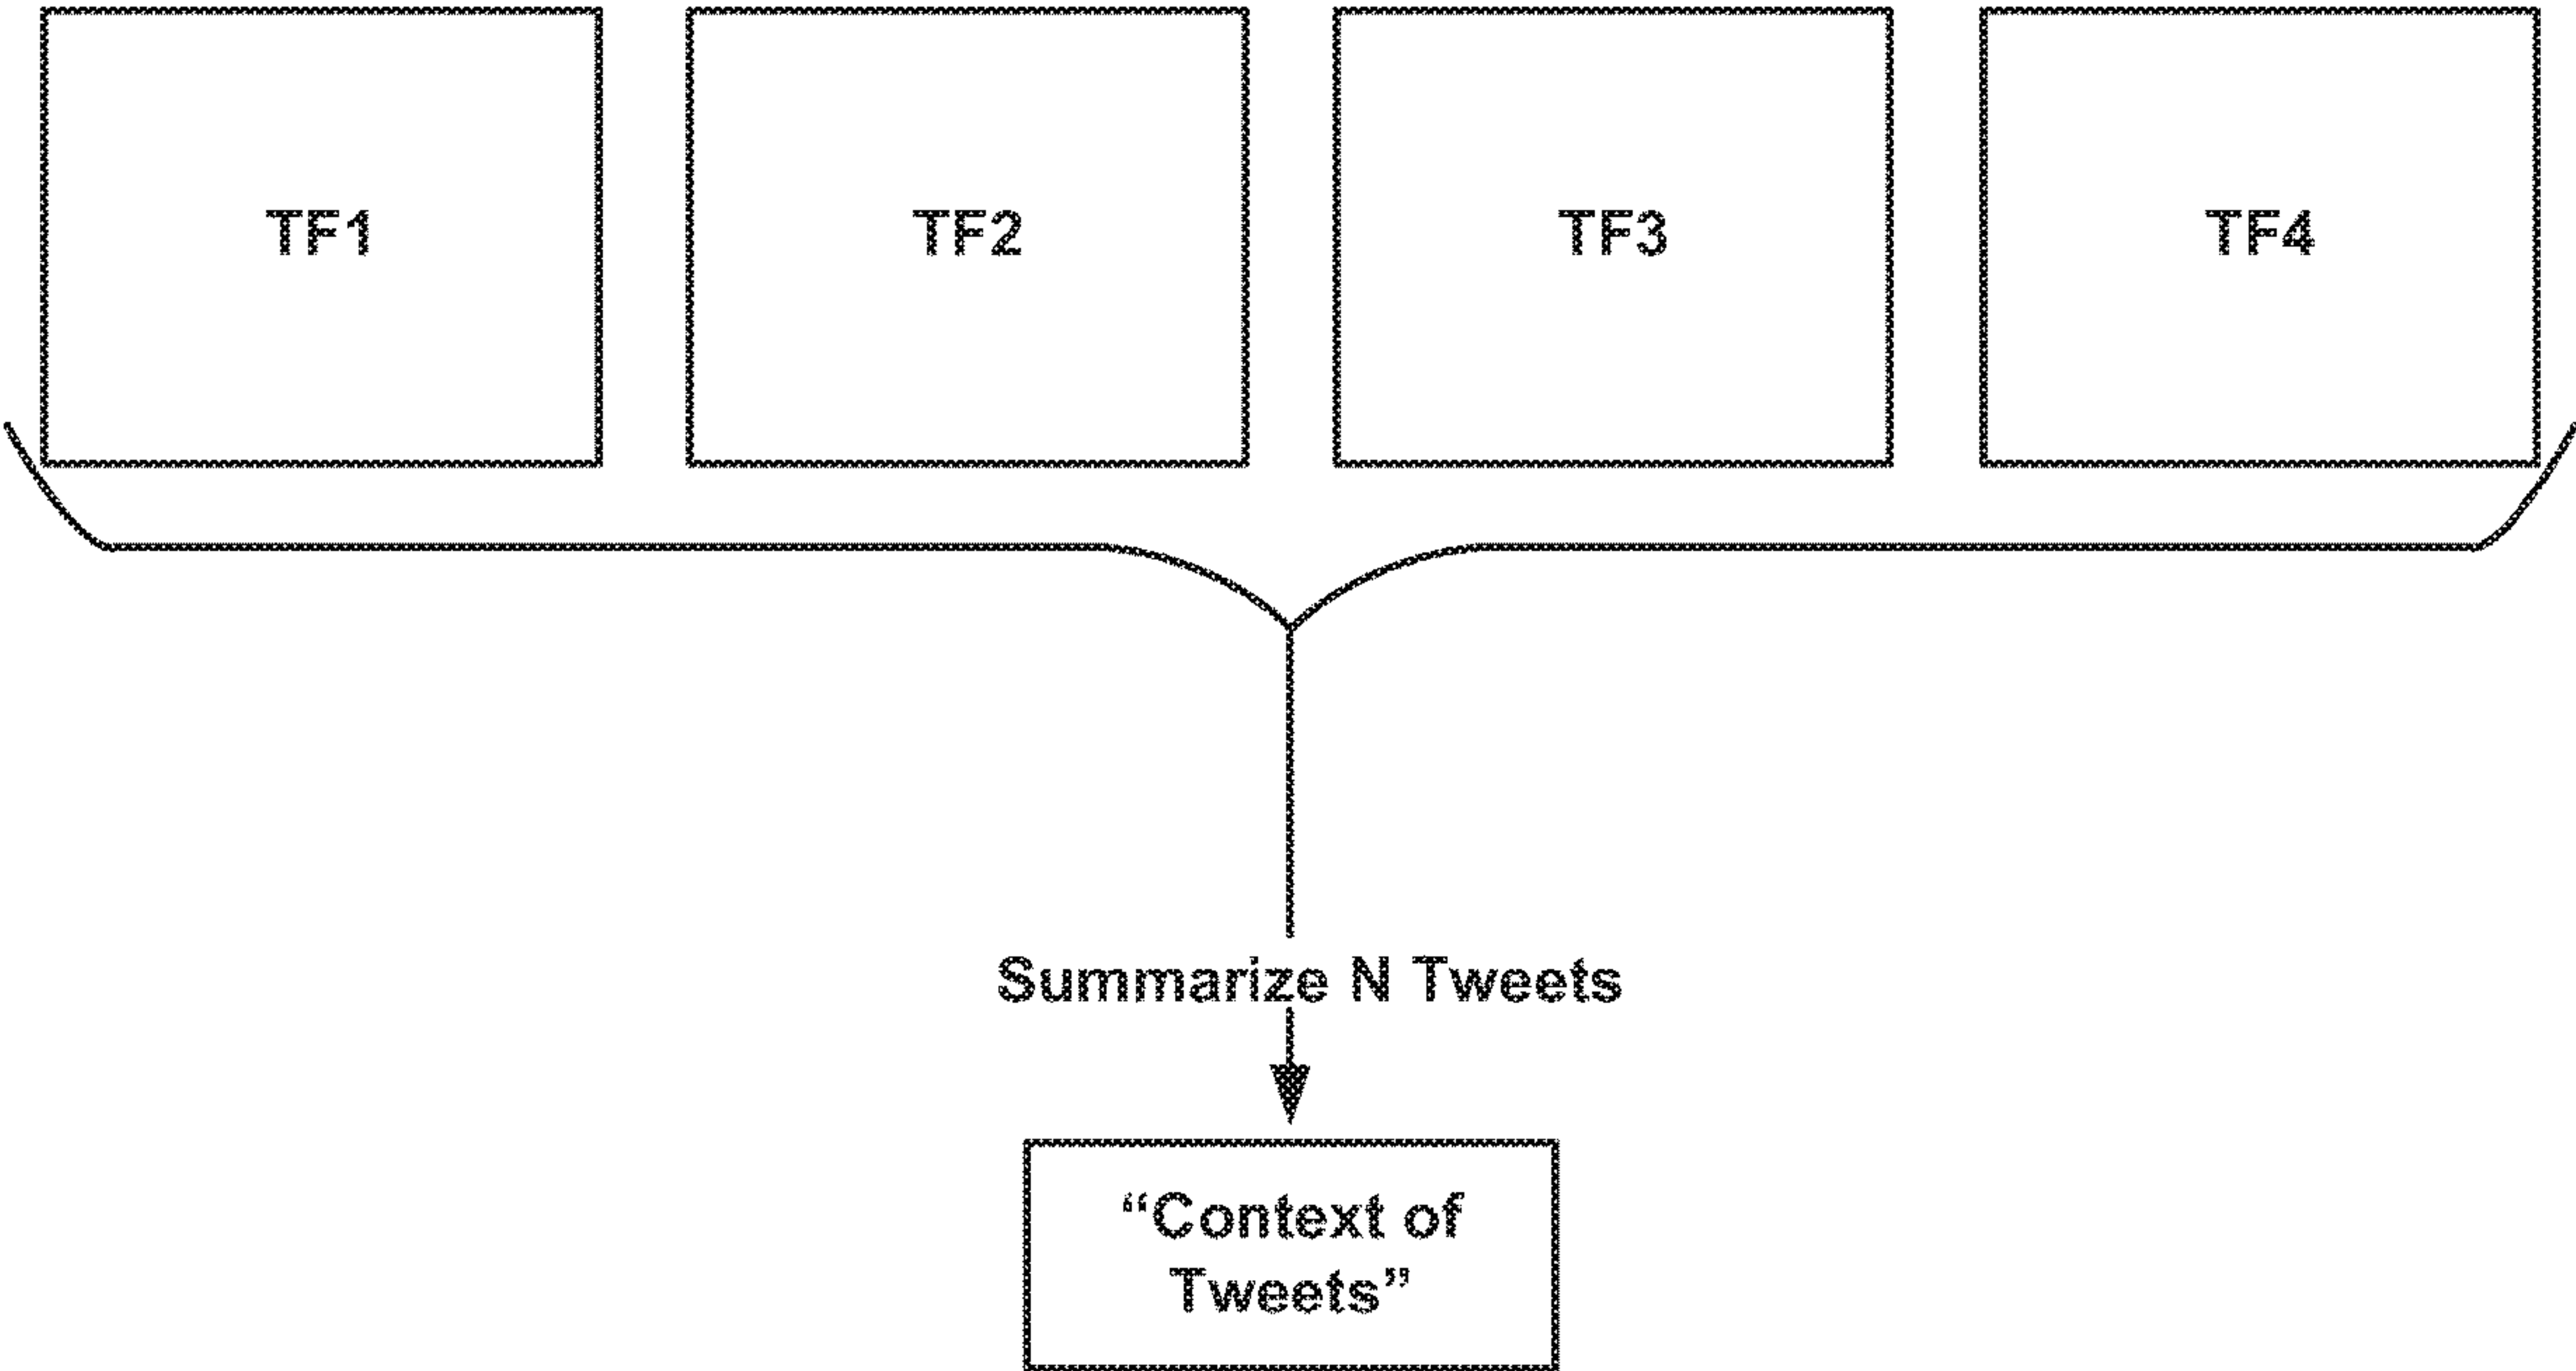 TF1
TF2
TF3
TF4
Summarize N Tweets
“Context of
Tweets”